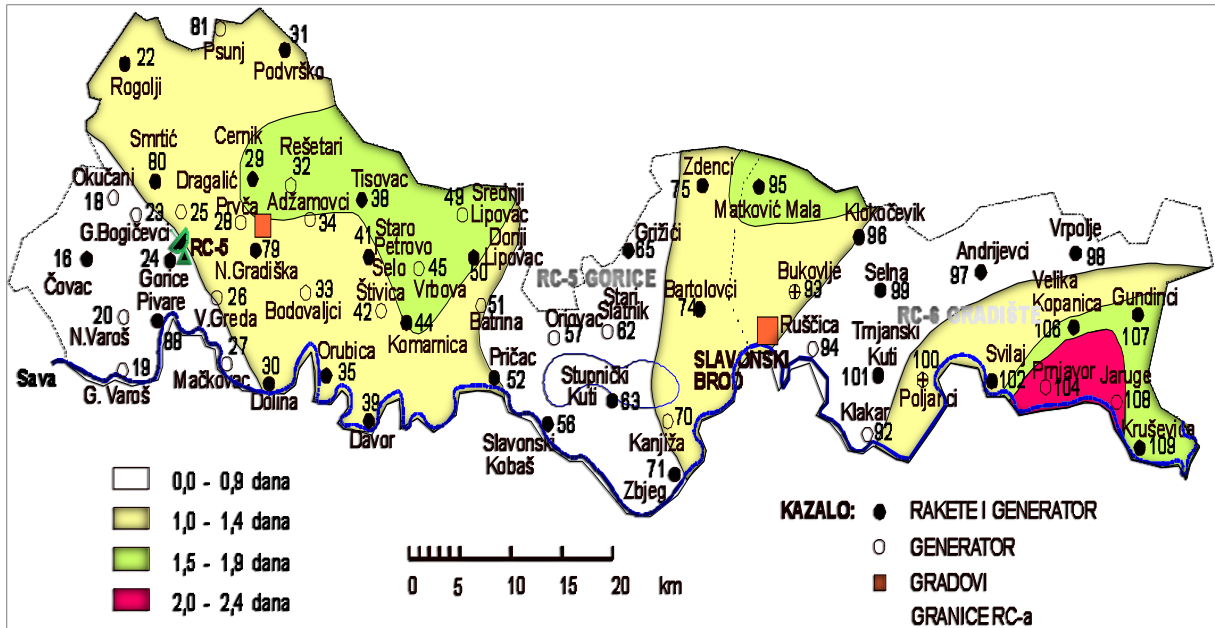 81
Psunj
31
Podvrško
22
Rogolji
Smrtić
80
Cernik
29
Rešetari
32
Okučani
18
23
G.Bogičevci
Dragalić
25
Prvča
28
Adžamovci
34
Tisovac
38
49
Srednji
Lipovac
Donji
Lipovac
50
16
Čovac
24
Gorice
RC-5
79
N.Gradiška
Staro
Petrovo
Selo
41
45
Vrbova
Pivare
88
26
V.Greda
33
Bodovaljci
Štivica
42
44
Komarnica
51
Batrina
20
N.Varoš
19
G. Varoš
Sava
27
Mačkovac
30
Dolina
Orubica
35
39
Davor
Pričac
52
Grižići
65
RC-5 GORICE
Oriovac
57
Stari
Slatnik
62
Stupnički
Kuti
63
56
Slavonski
Kobaš
70
Kanjiža
71
Zbjeg
Zdenci
75
95
Matković Mala
Klokočevik
96
Bartolovci
74
Bukovlje
93
Selna
99
SLAVONSKI
BROD
Ruščica
94
Trnjanski
Kuti
101
Klakar
92
Andrijevci
97
Vrpolje
98
RC-6 GRADIŠTE
Velika
Kopanica
106
Gundinci
107
100
Poljanci
Svilaj
102
Prnjavor
104
Jaruge
108
Kruševica
109
0,0 - 0,9 dana
1,0 - 1,4 dana
1,5 - 1,9 dana
2,0 - 2,4 dana
0 5 10 15 20 km
KAZALO:
RAKETE I GENERATOR
GENERATOR
GRADOVI
GRANICE RC-a